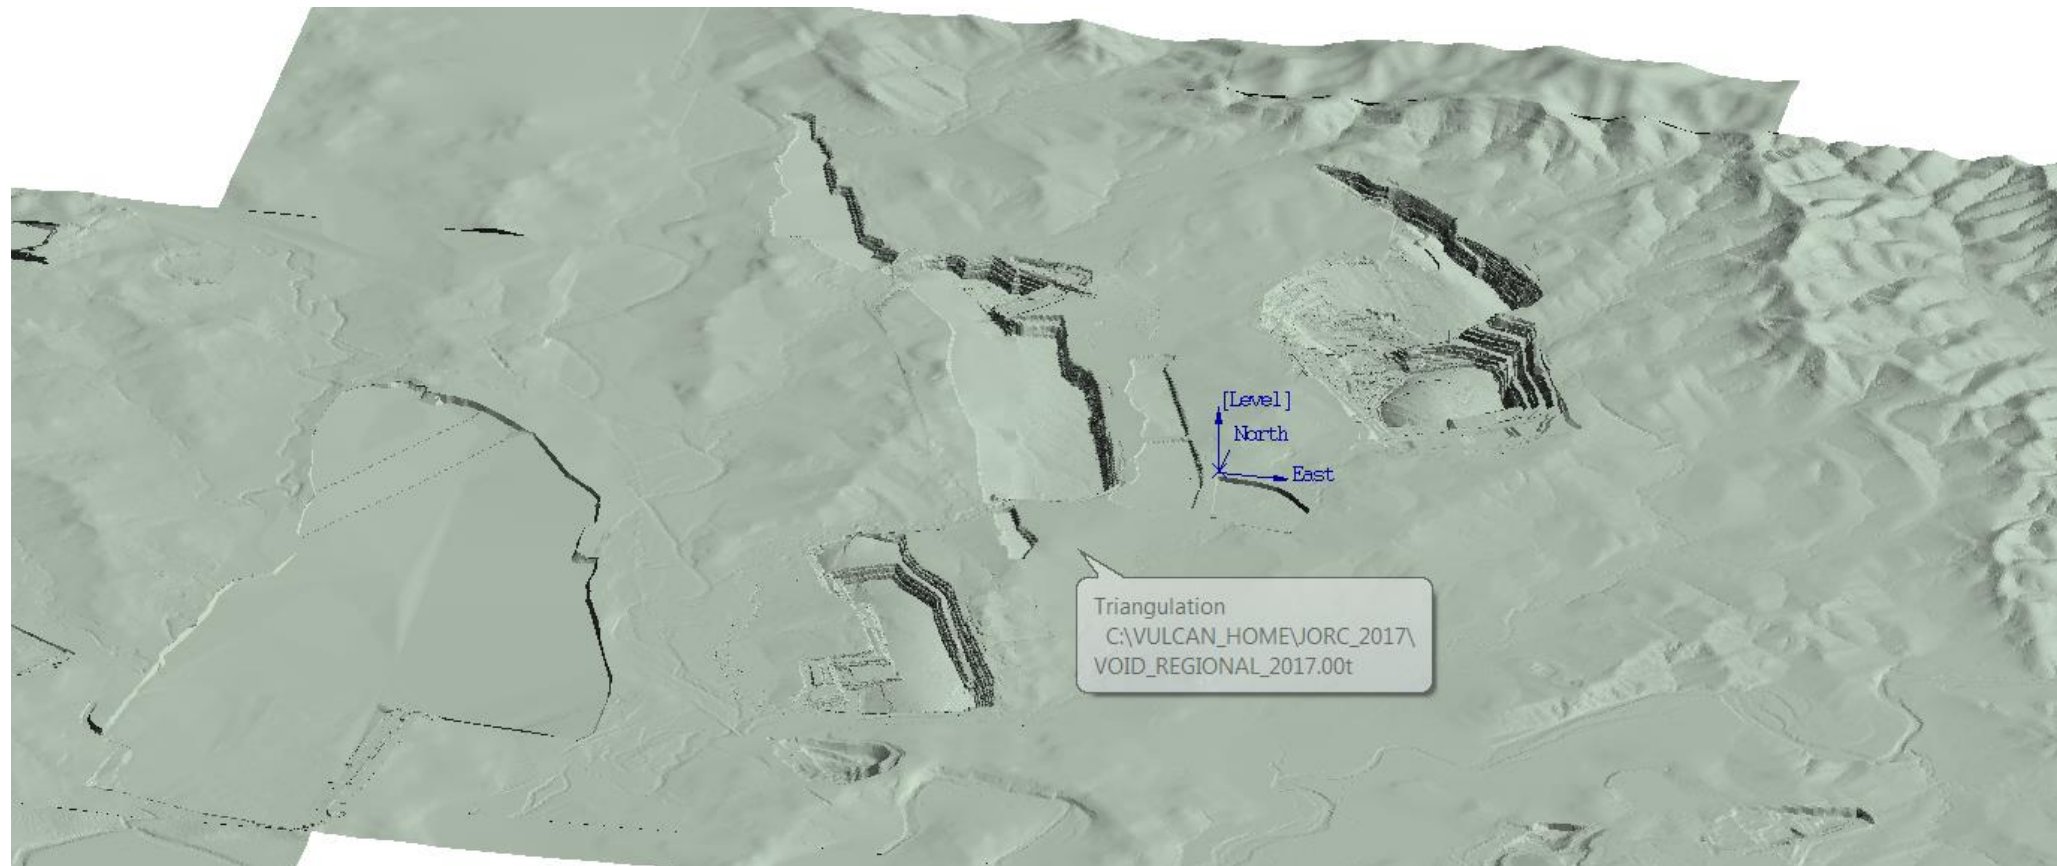 [Level]
North
East
Triangulation
C:\VULCAN_HOME\JORC_2017\
VOID_REGIONAL_2017.00t